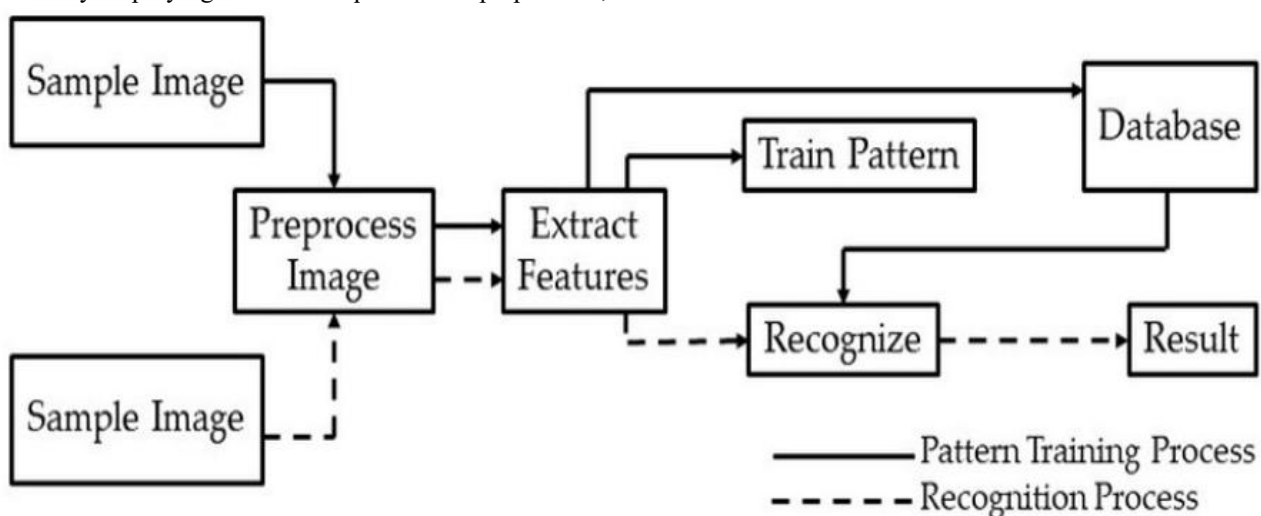 Sample Image
Database
Train Pattern
Preprocess
Image
Extract
Features
Recognize
Result
Sample Image
Pattern Training Process
Recognition Process